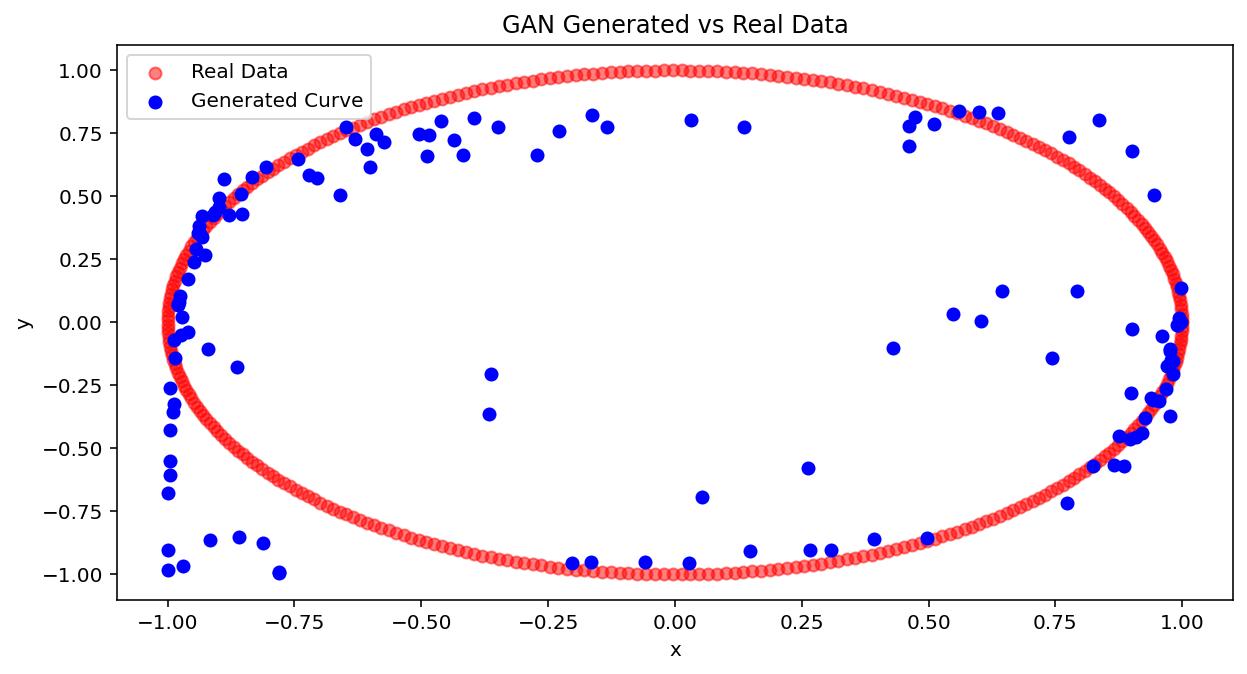 GAN Generated vs Real Data
Real Data
Generated Curve
1.00
0.75
0.50
0.25
0.00
−0.25
−0.50
−0.75
−1.00
y
−1.00 −0.75 −0.50 −0.25 0.00 0.25 0.50 0.75 1.00
x